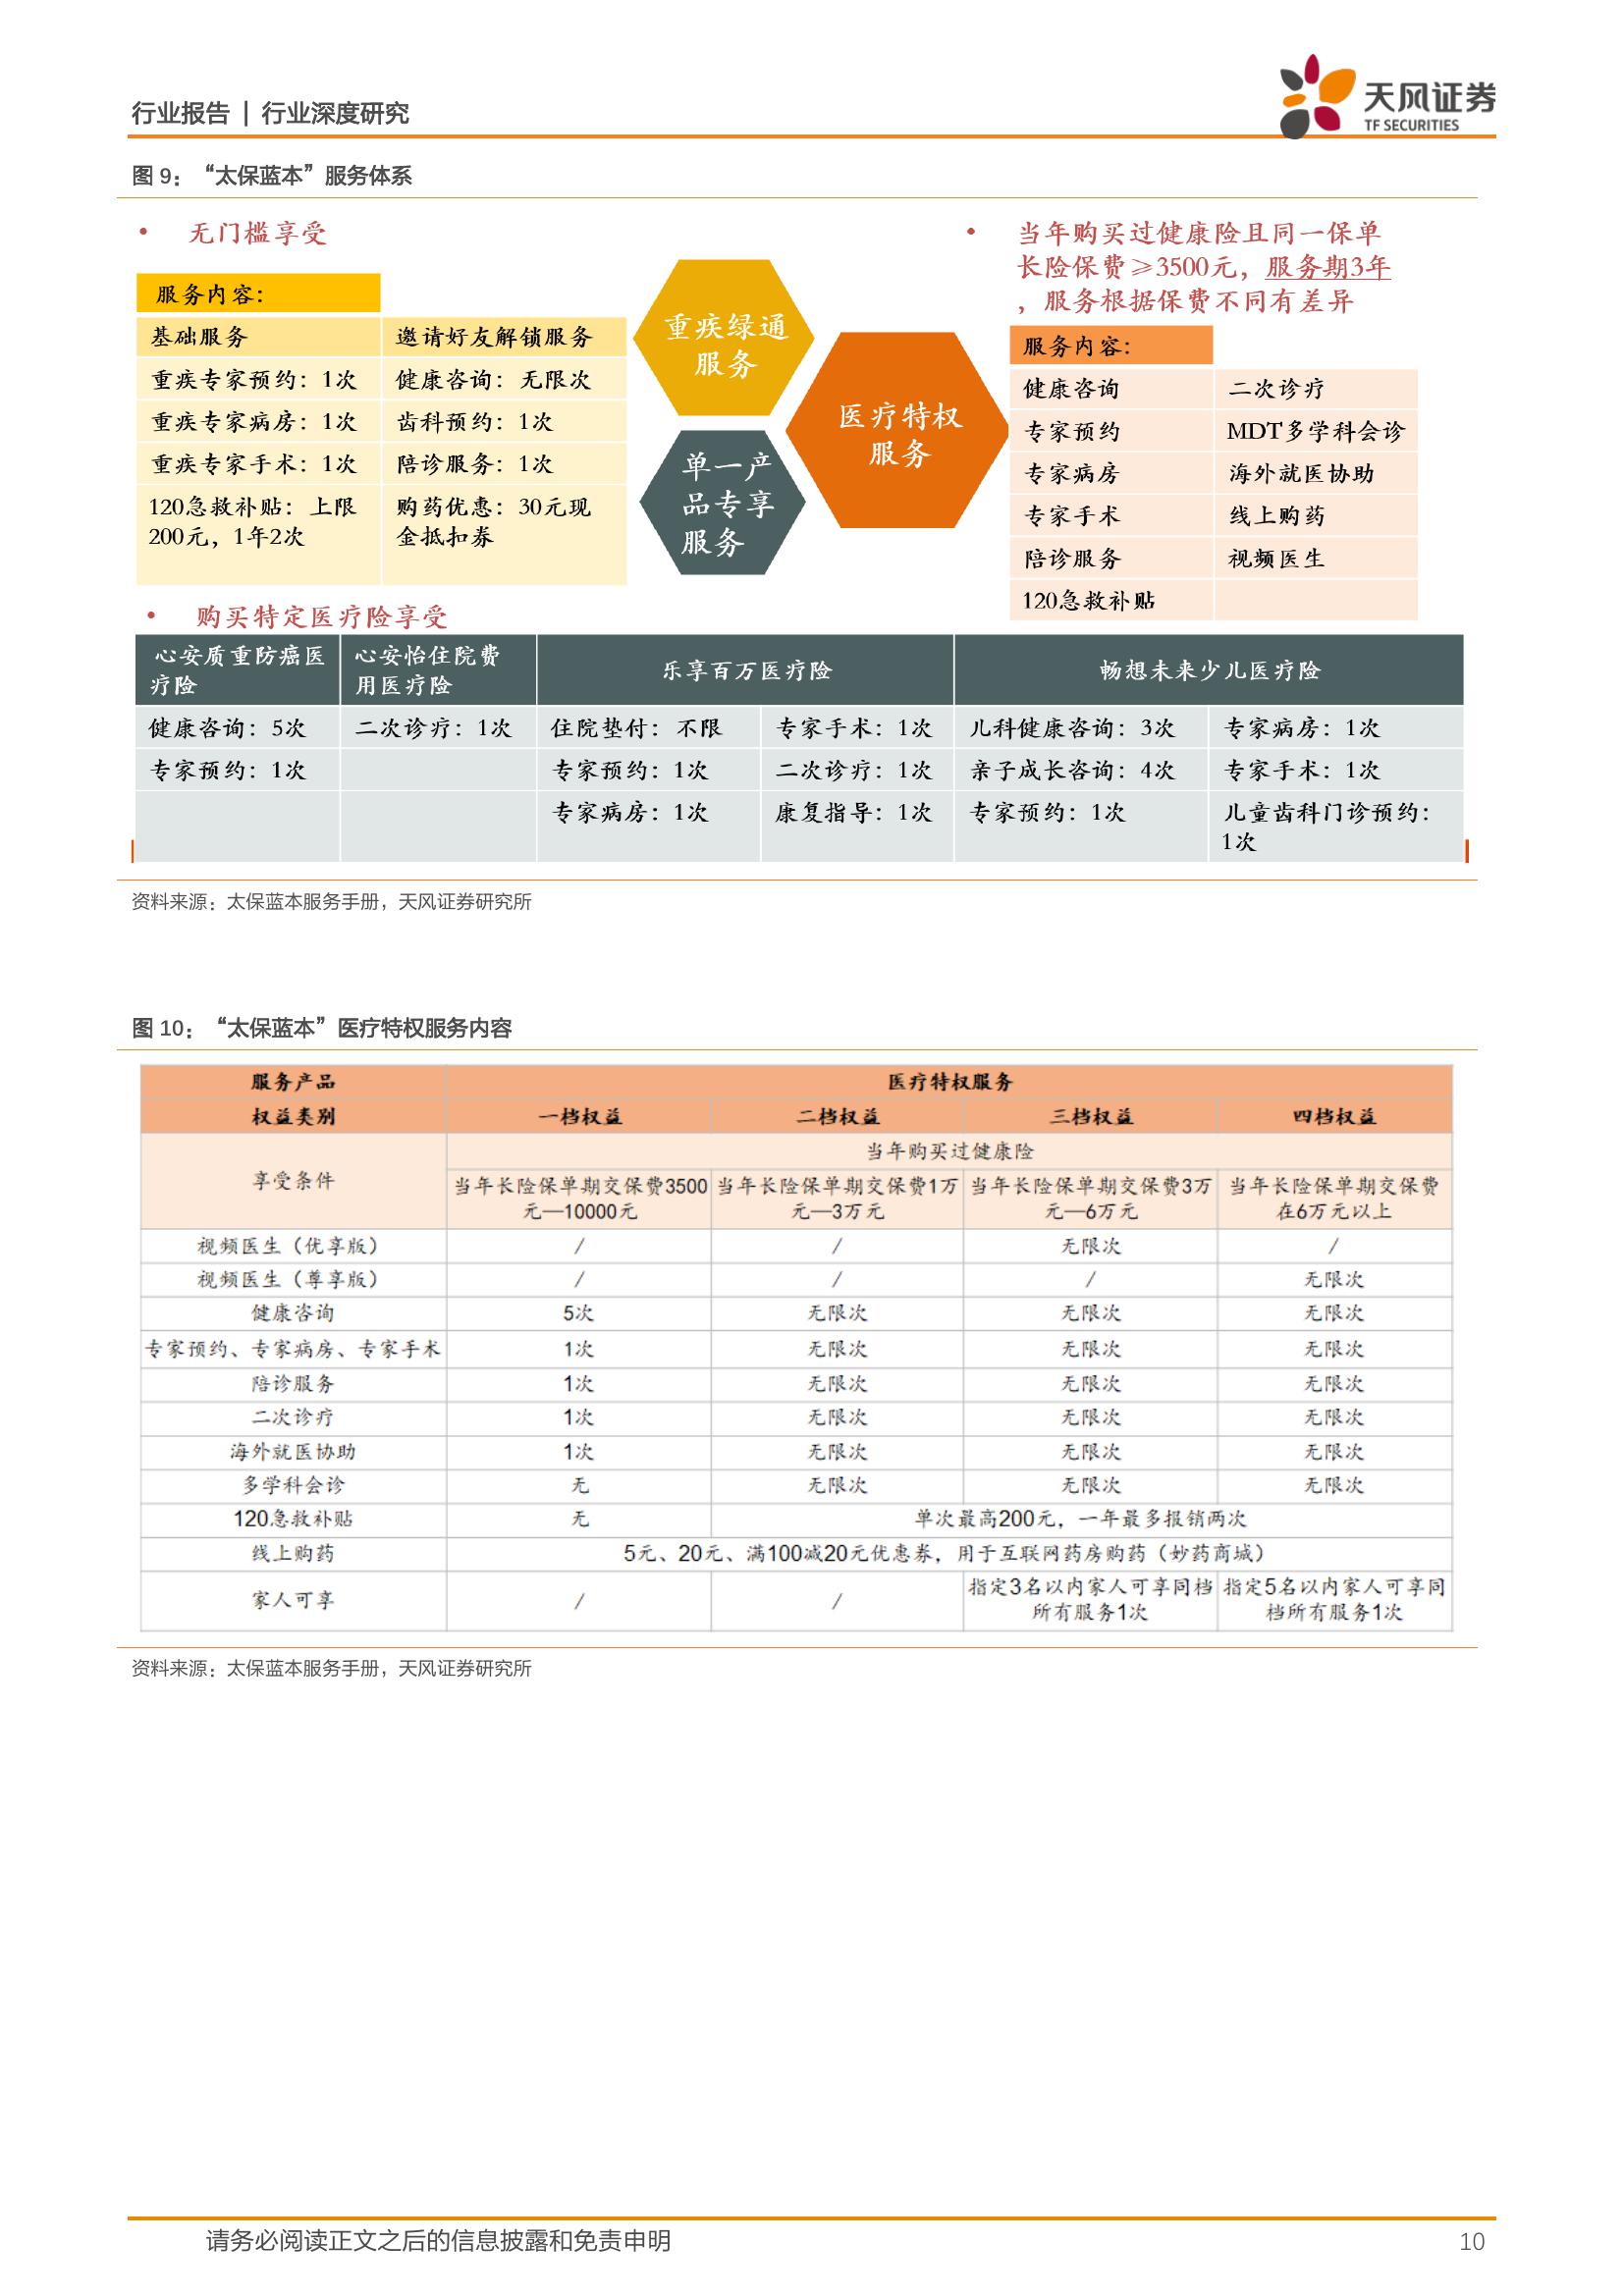 行业报告 | 行业深度研究
天风证券
TF SECURITIES
图 9：“太保蓝本”服务体系
• 无门槛享受
服务内容：
基础服务 邀请好友解锁服务
重疾专家预约：1次 健康咨询：无限次
重疾专家病房：1次 齿科预约：1次
重疾专家手术：1次 陪诊服务：1次
120急救补贴：上限 购药优惠：30元现
200元，1年2次 金抵扣券
重疾绿通
服务
医疗特权
服务
单一产
品专享
服务
• 当年购买过健康险且同一保单
长险保费≥3500元，服务期3年
，服务根据保费不同有差异
服务内容：
健康咨询 二次诊疗
专家预约 MDT多学科会诊
专家病房 海外就医协助
专家手术 线上购药
陪诊服务 视频医生
120急救补贴
• 购买特定医疗险享受
心安质重防癌医 心安怡住院费 乐享百万医疗险 畅想未来少儿医疗险
疗险 用医疗险
健康咨询：5次 二次诊疗：1次 住院垫付：不限 专家手术：1次 儿科健康咨询：3次 专家病房：1次
专家预约：1次 专家预约：1次 二次诊疗：1次 亲子成长咨询：4次 专家手术：1次
专家病房：1次 康复指导：1次 专家预约：1次 儿童齿科门诊预约：
1次
资料来源：太保蓝本服务手册，天风证券研究所
图 10：“太保蓝本”医疗特权服务内容
服务产品 医疗特权服务
权益类别 一档权益 二档权益 三档权益 四档权益
享受条件 当年购买过健康险
当年长险保单期交保费3500 当年长险保单期交保费1万 当年长险保单期交保费3万 当年长险保单期交保费
元—10000元 元—3万元 元—6万元 在6万元以上
视频医生（优享版） / / 无限次 /
视频医生（尊享版） / / / 无限次
健康咨询 5次 无限次 无限次 无限次
专家预约、专家病房、专家手术 1次 无限次 无限次 无限次
陪诊服务 1次 无限次 无限次 无限次
二次诊疗 1次 无限次 无限次 无限次
海外就医协助 1次 无限次 无限次 无限次
多学科会诊 无 无限次 无限次 无限次
120急救补贴 无 单次最高200元，一年最多报销两次
线上购药 5元、20元、满100减20元优惠券，用于互联网药房购药（妙药商城）
家人可享 / / 指定3名以内家人可享同档 指定5名以内家人可享同
所有服务1次 档所有服务1次
资料来源：太保蓝本服务手册，天风证券研究所
请务必阅读正文之后的信息披露和免责申明 10